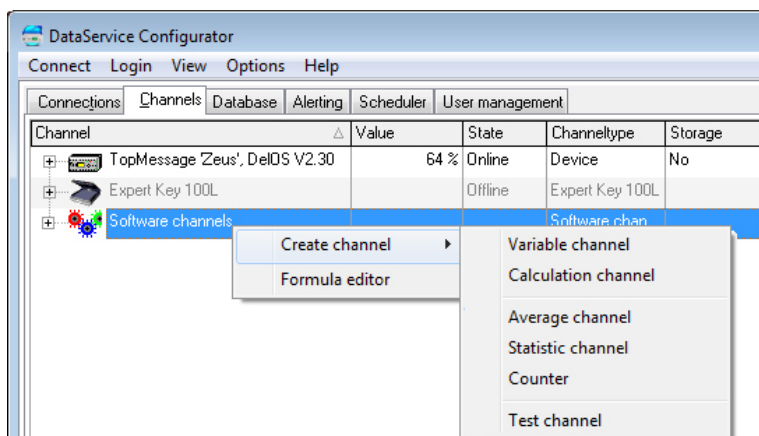 DataService Configurator
Connect Login View Options Help
Connections Channels Database Alerting Scheduler User management
Channel Value State Channeltype Storage
TopMessage 'Zeus', DelOS V2.30 64 % Online Device No
Expert Key 100L Offline Expert Key 100L
Software channels Software chan
Create channel Variable channel
Formula editor Calculation channel
Average channel
Statistic channel
Counter
Test channel